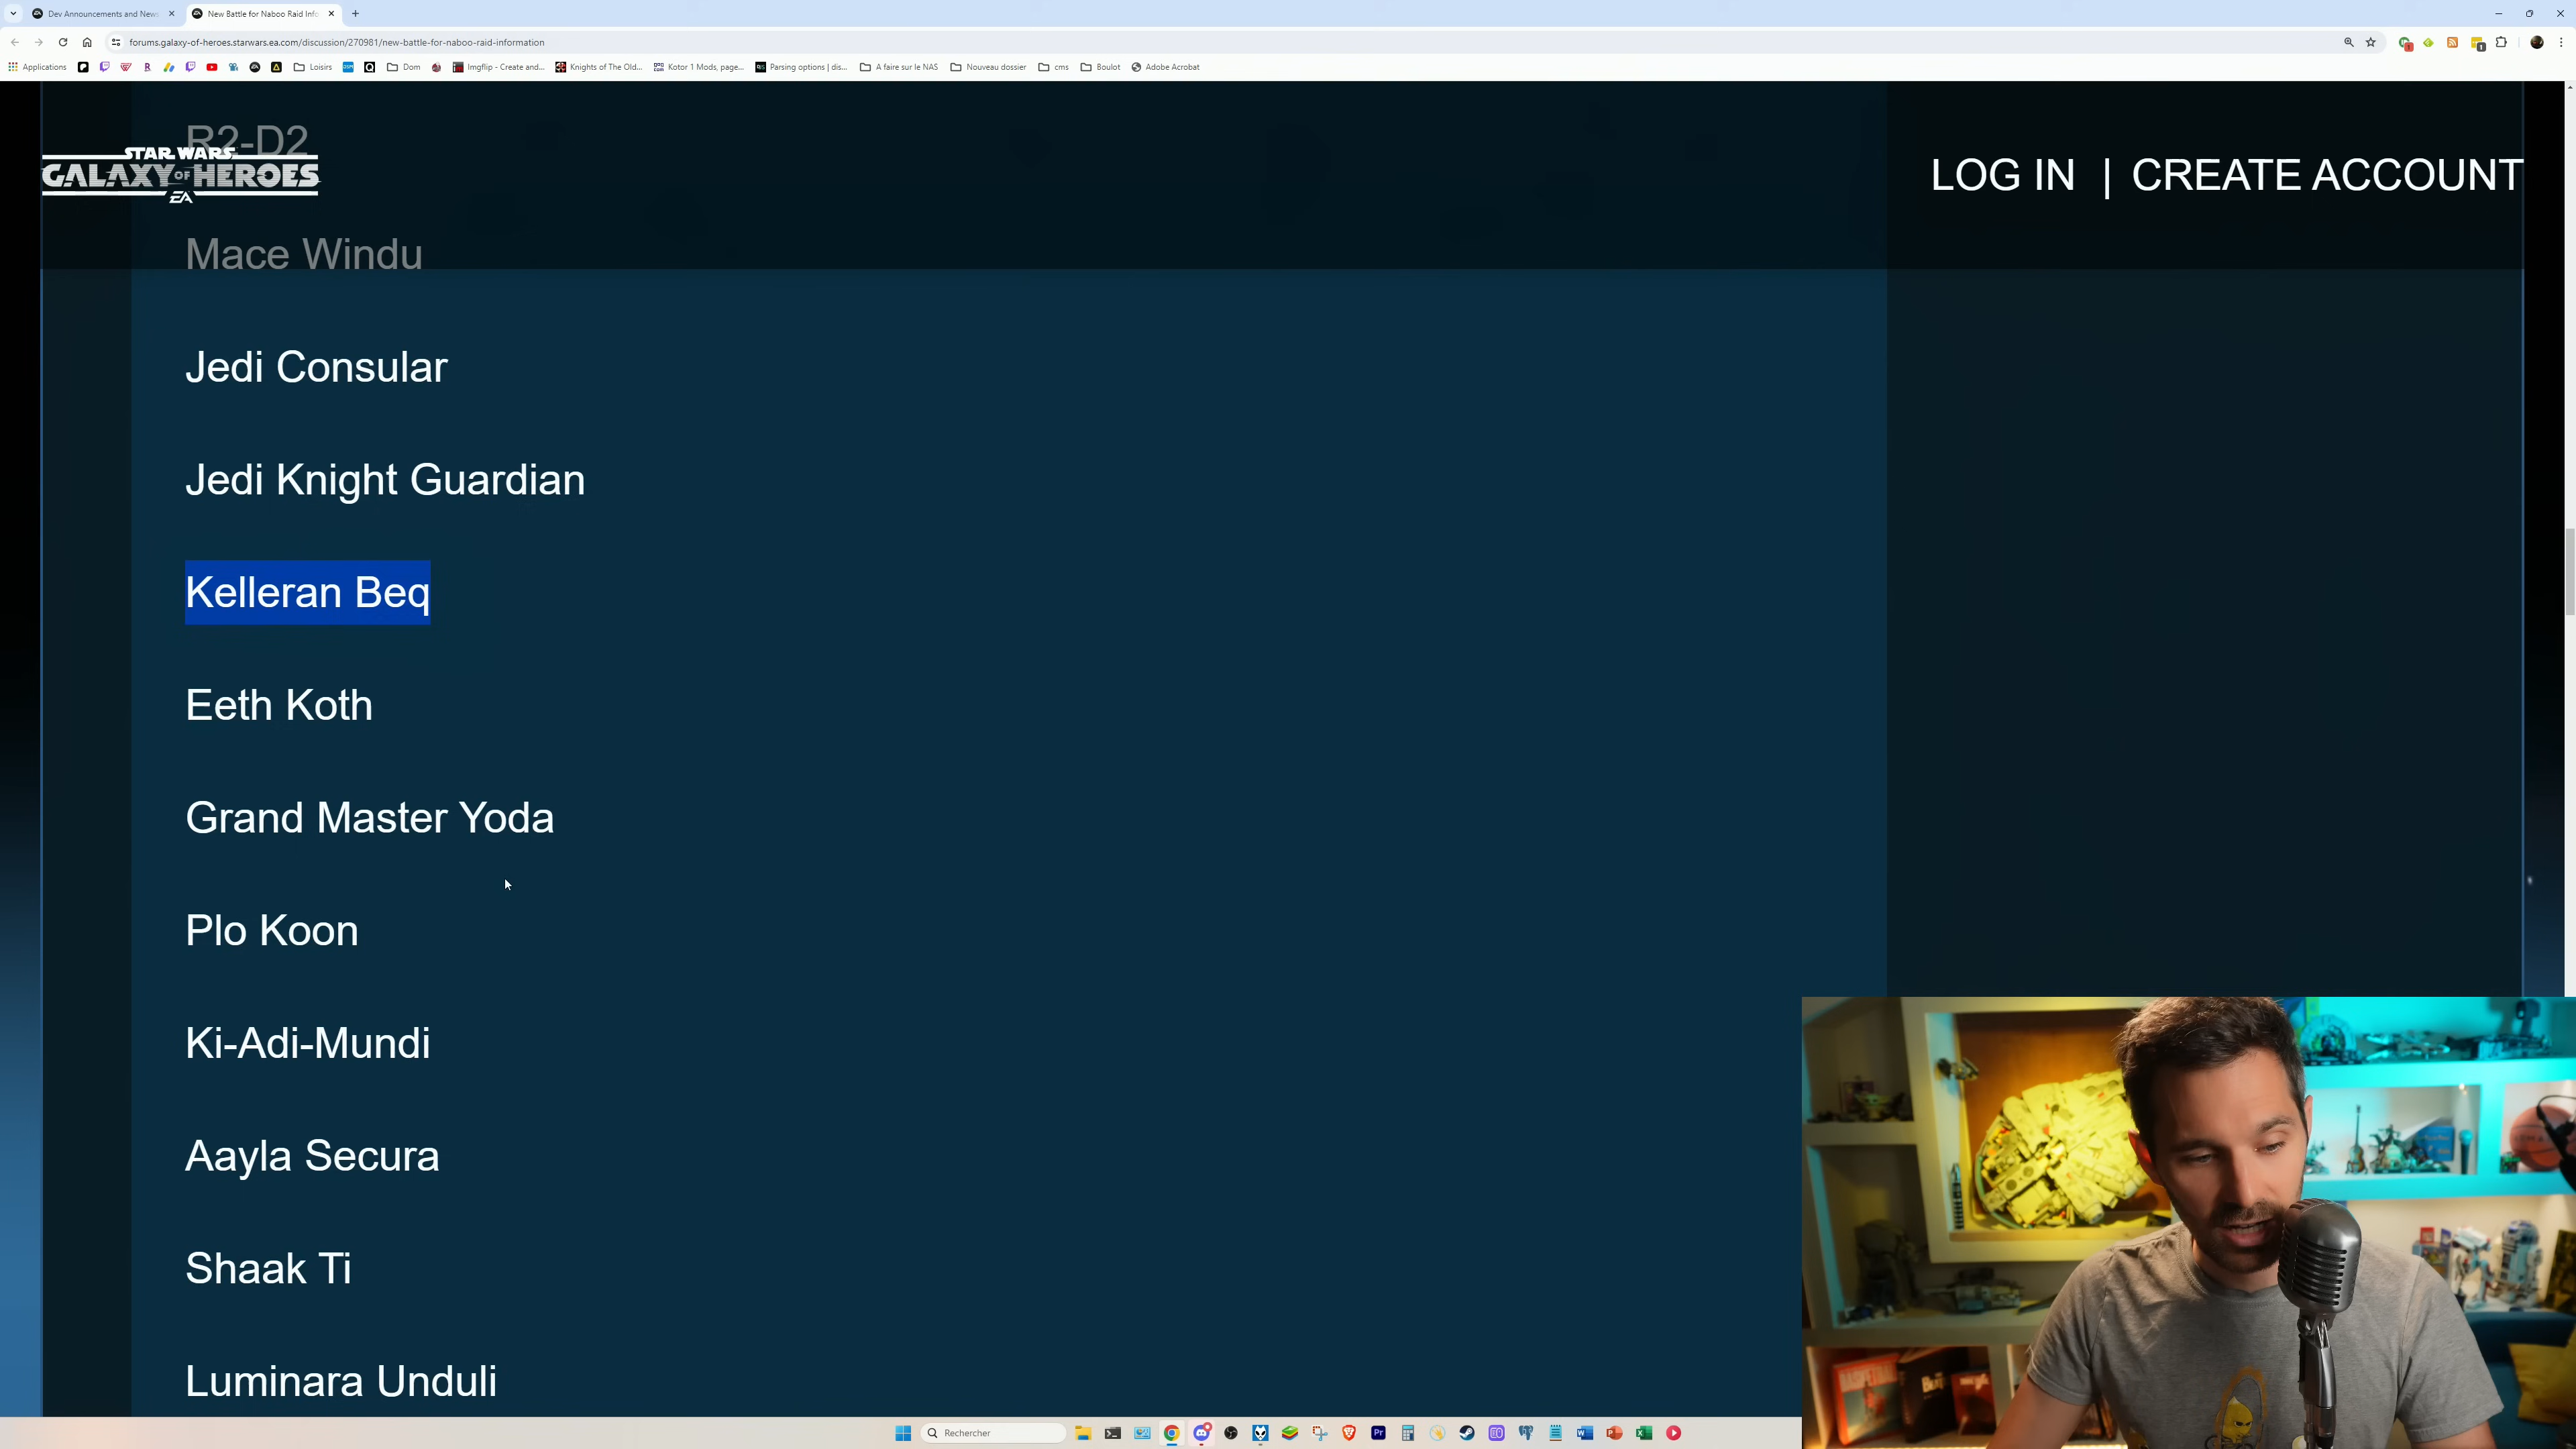 Dev Announcements and News
New Battle for Naboo Raid Info
forums.galaxy-of-heroes.starwars.ea.com/discussion/270981/new-battle-for-naboo-raid-information
Applications
Loisirs
Dom
Imgflip - Create and...
Knights of The Old...
Kotor 1 Mods, page...
Parsing options | dis...
A faire sur le NAS
Nouveau dossier
cms
Boulot
Adobe Acrobat
R2-D2
STAR WARS
GALAXY OF HEROES
EA
LOG IN | CREATE ACCOUNT
Mace Windu
Jedi Consular
Jedi Knight Guardian
Kelleran Beq
Eeth Koth
Grand Master Yoda
Plo Koon
Ki-Adi-Mundi
Aayla Secura
Shaak Ti
Luminara Unduli
Rechercher